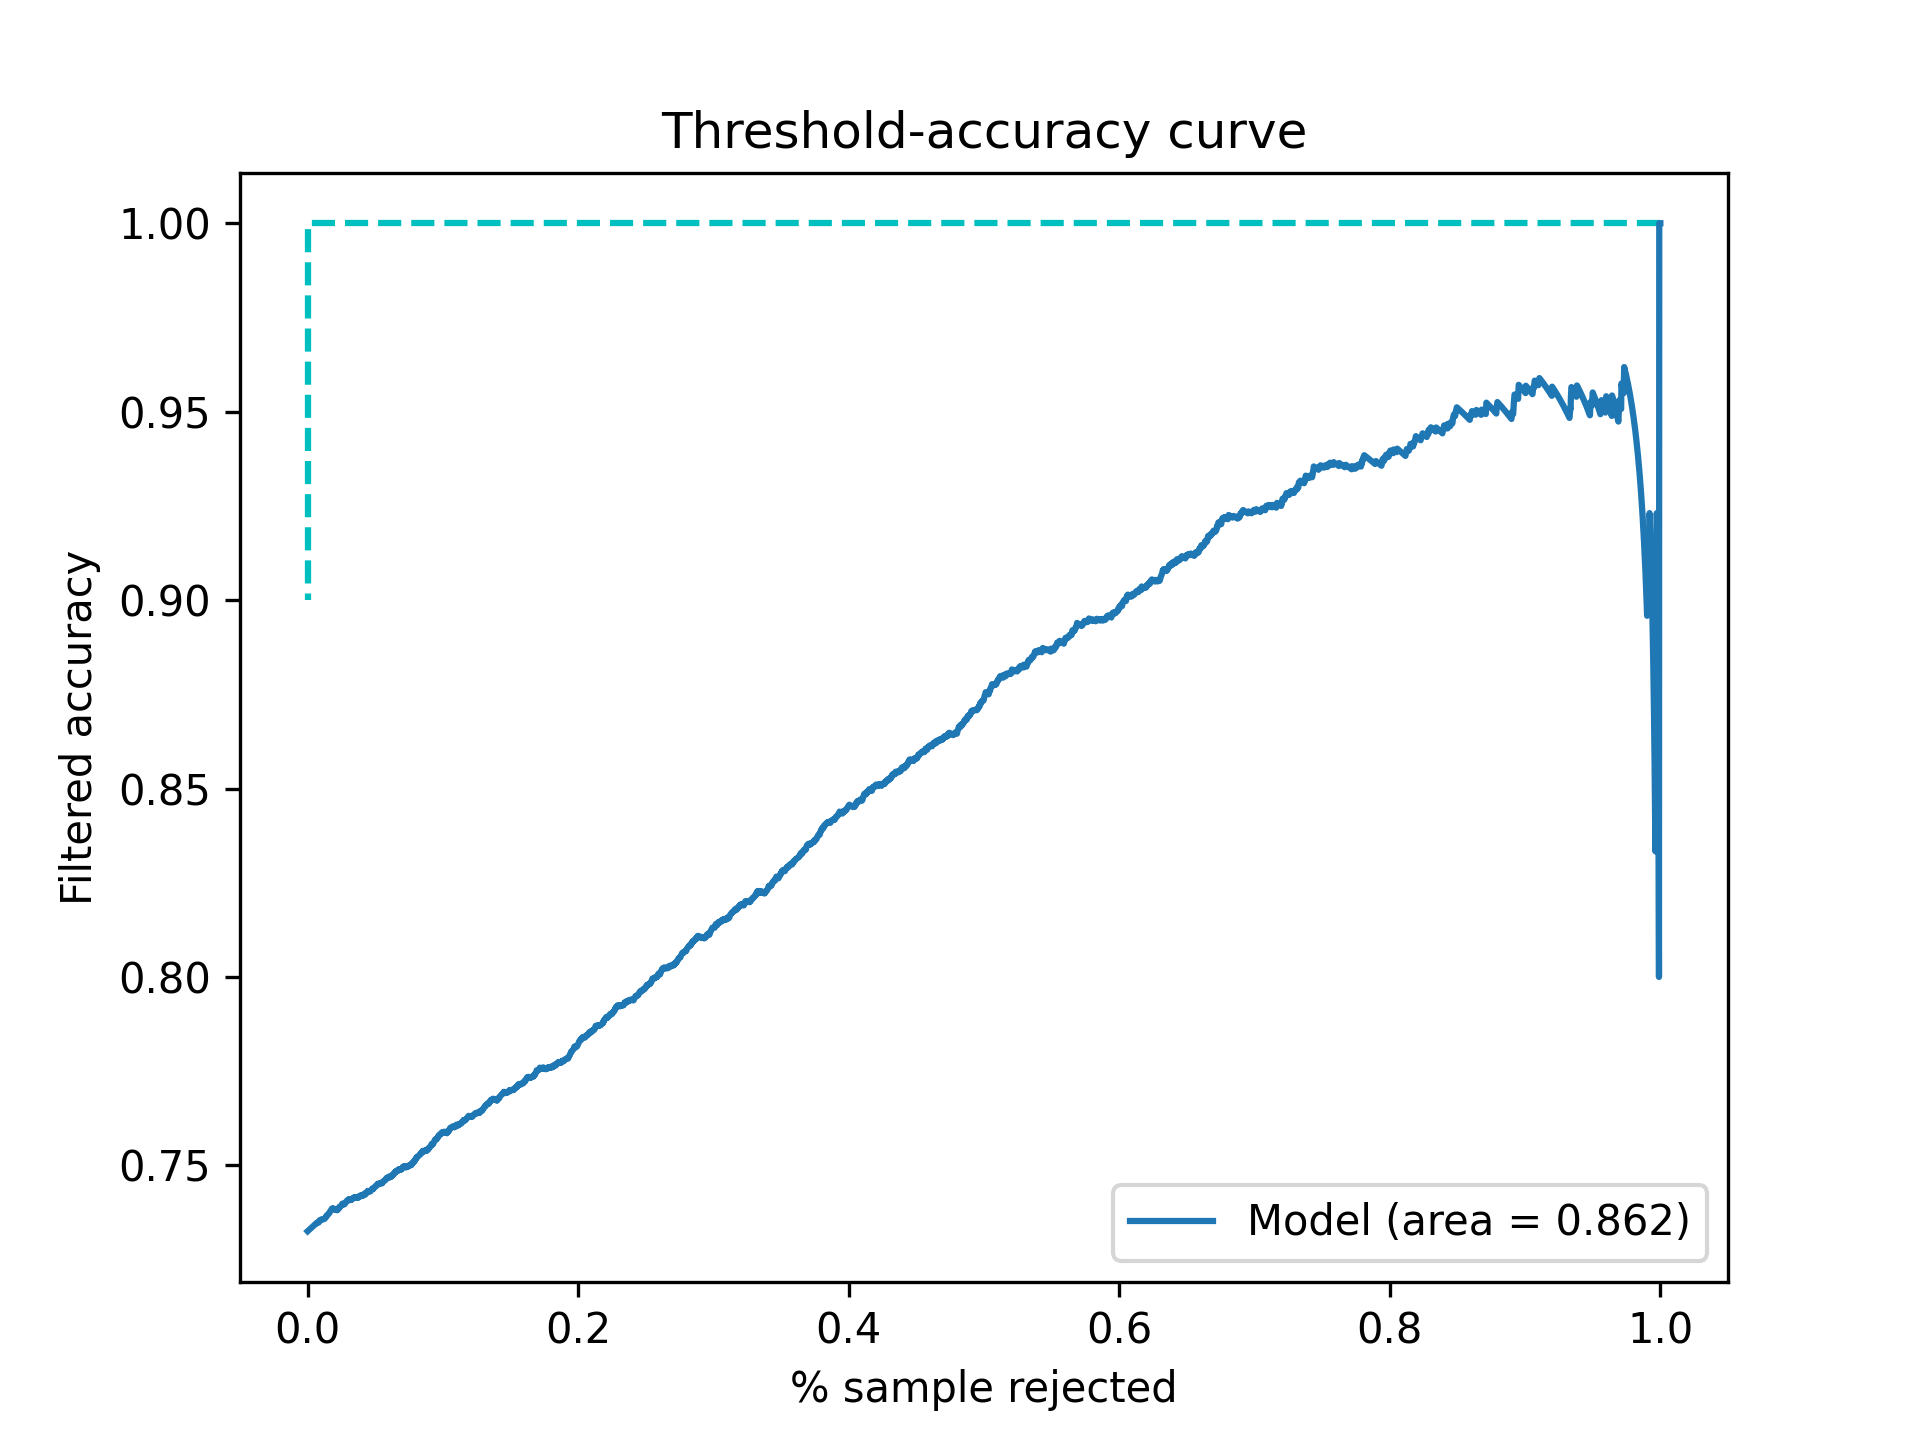 Threshold-accuracy curve
1.00
0.95
0.90
0.85
0.80
0.75
Filtered accuracy
Model (area = 0.862)
0.0 0.2 0.4 0.6 0.8 1.0
% sample rejected